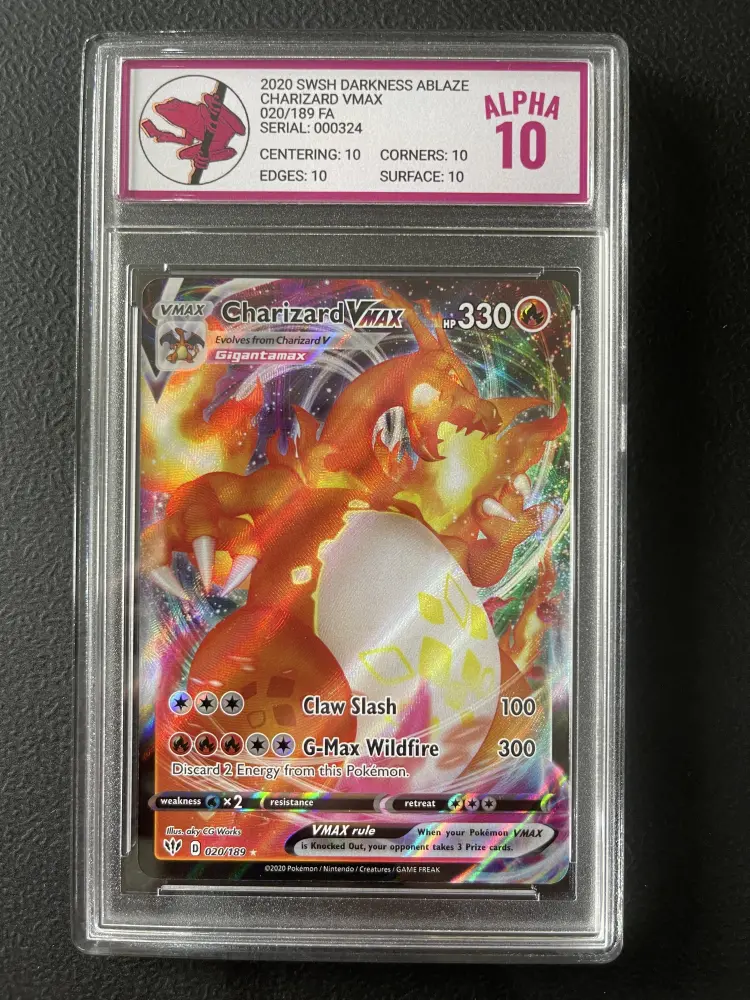 2020 SWSH DARKNESS ABLAZE
CHARIZARD VMAX
020/189 FA
SERIAL: 000324
CENTERING: 10 CORNERS: 10
EDGES: 10 SURFACE: 10
ALPHA
10
VMAX Charizard VMAX HP 330
Evolves from Charizard V
Gigantamax
Claw Slash 100
G-Max Wildfire 300
Discard 2 Energy from this Pokémon.
weakness ×2 resistance retreat
Illus. aky CG Works
VMAX rule When your Pokémon VMAX
is Knocked Out, your opponent takes 3 Prize cards.
D 020/189 ★
©2020 Pokémon / Nintendo / Creatures / GAME FREAK